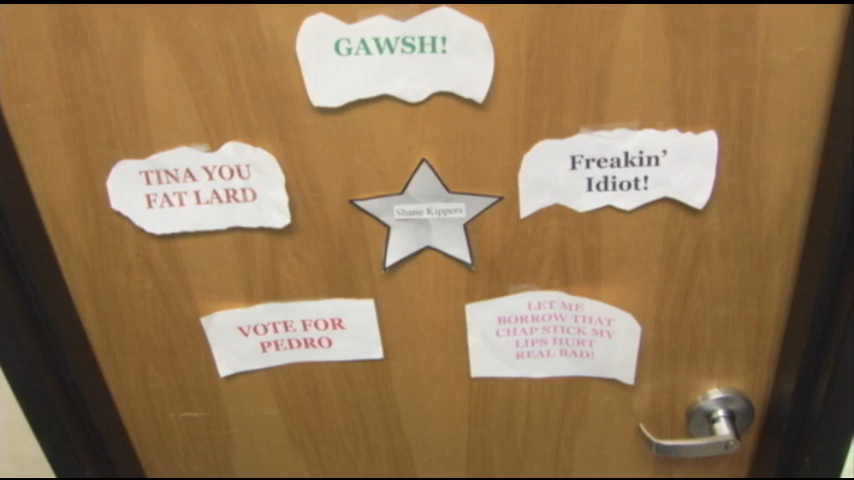 GAWSH!
TINA YOU
FAT LARD
Freakin'
Idiot!
Shane Kippers
VOTE FOR
PEDRO
LET ME
BORROW THAT
CHAP STICK MY
LIPS HURT
REAL BAD!